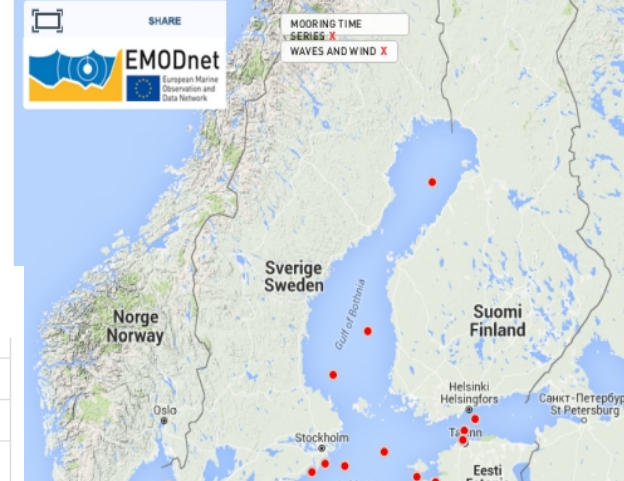 SHARE
MOORING TIME
SERIES X
WAVES AND WIND X
EMODnet
European Marine
Observation and
Data Network
Sverige
Sweden
Gulf of Bothnia
Norge
Norway
Suomi
Finland
Oslo
Helsinki
Helsingfors
Санкт-Петербур
St Petersburg
Stockholm
Eesti